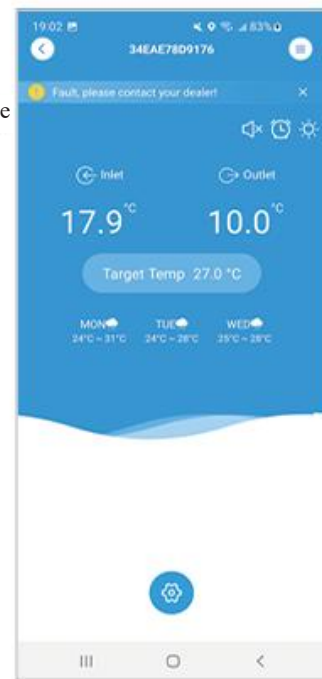 19:02 83%
34EAE78D9176
Fault, please contact your dealer!
e
Inlet Outlet
17.9°C 10.0°C
Target Temp 27.0 °C
MON TUE WED
24°C ~ 31°C 24°C ~ 28°C 25°C ~ 28°C